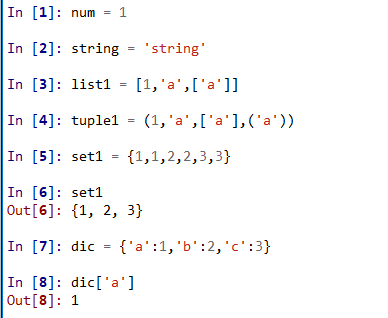 In [1]: num = 1
In [2]: string = 'string'
In [3]: list1 = [1,'a',['a']]
In [4]: tuple1 = (1,'a',['a'],('a'))
In [5]: set1 = {1,1,2,2,3,3}
In [6]: set1
Out[6]: {1, 2, 3}
In [7]: dic = {'a':1,'b':2,'c':3}
In [8]: dic['a']
Out[8]: 1